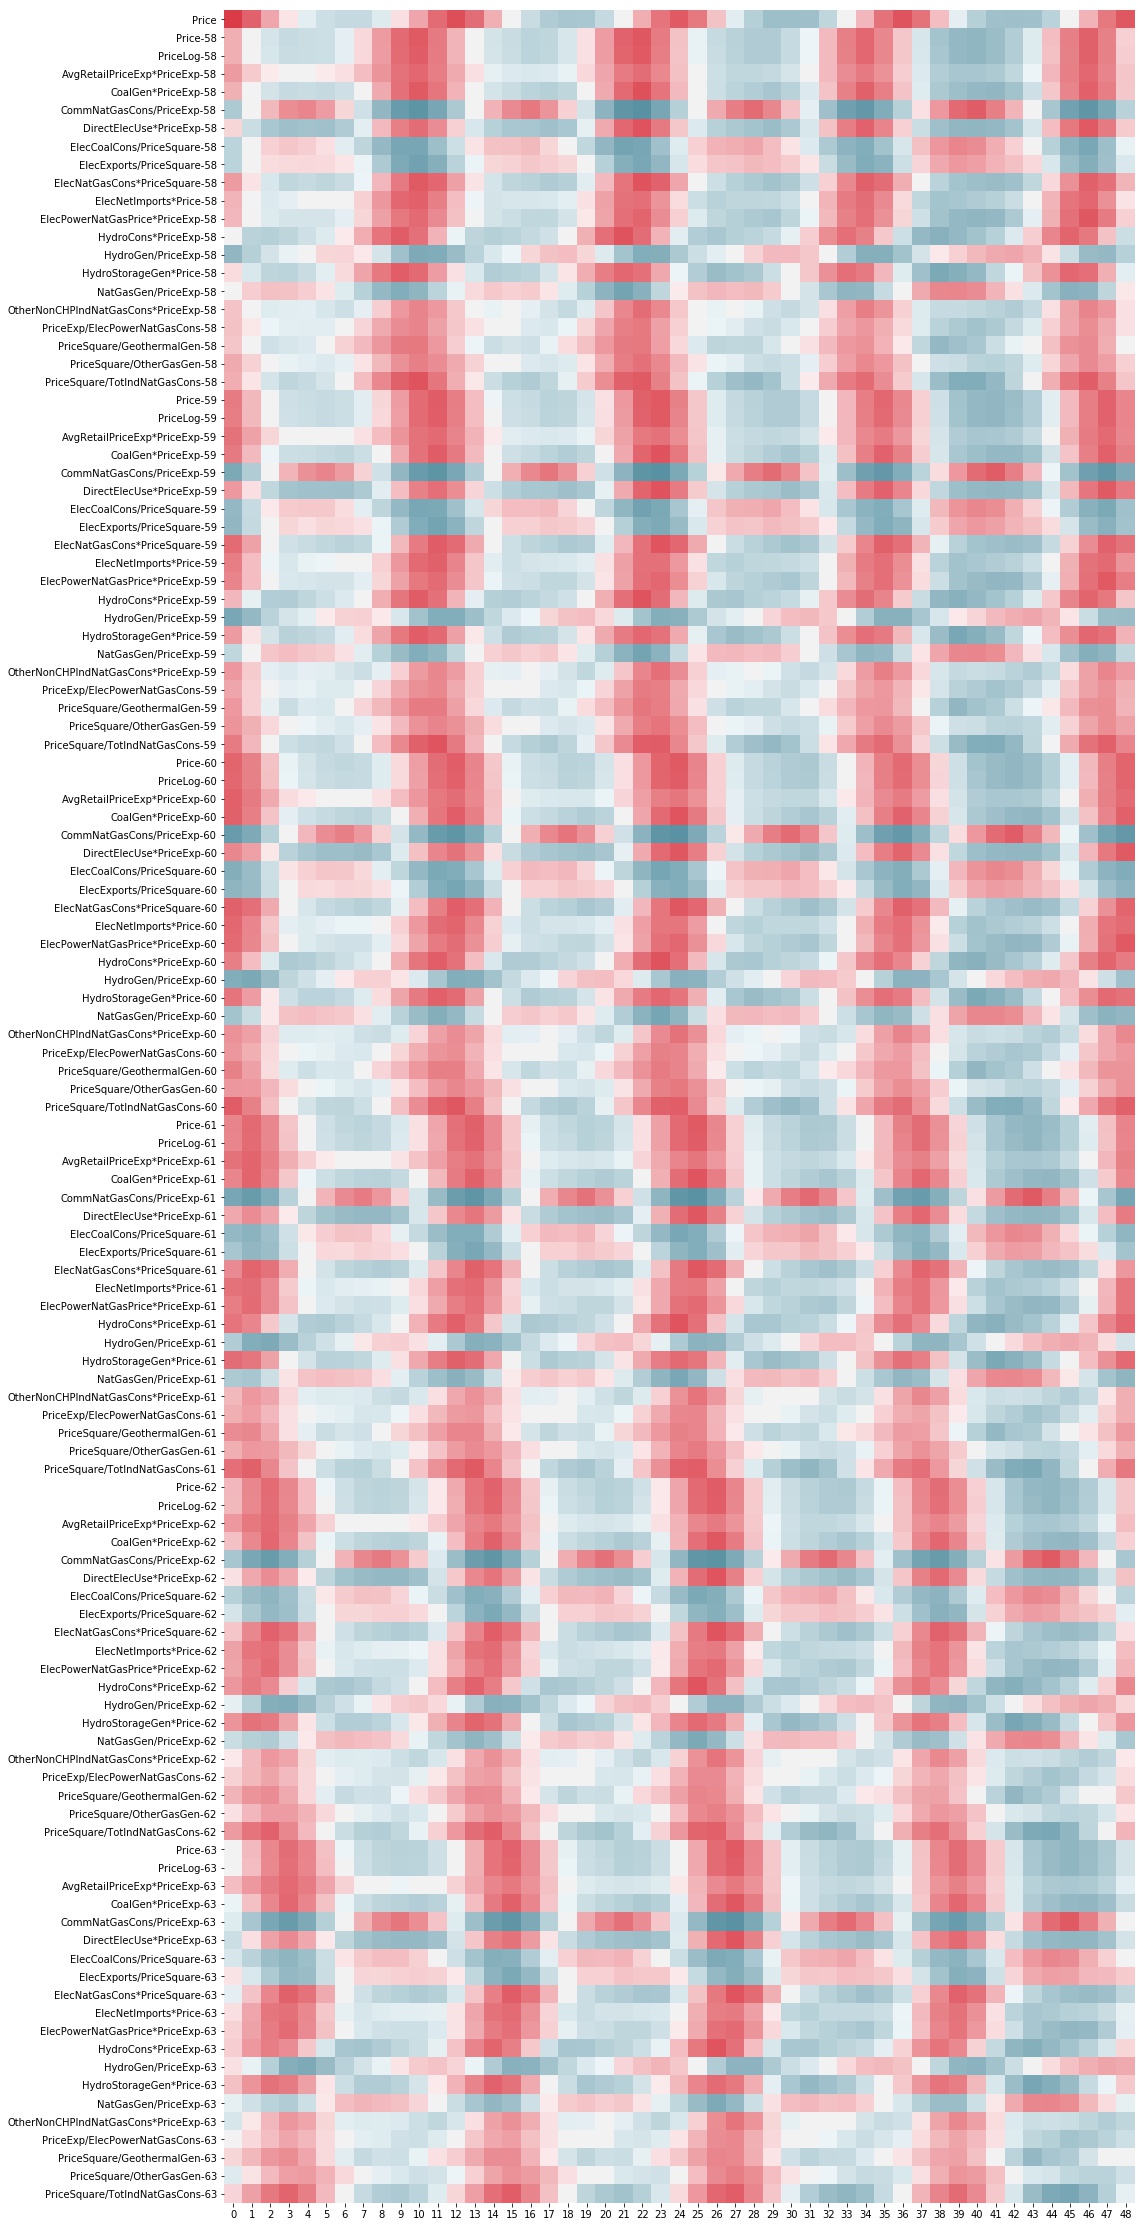 Price
Price-58
PriceLog-58
AvgRetailPriceExp*PriceExp-58
CoalGen*PriceExp-58
CommNatGasCons/PriceExp-58
DirectElecUse*PriceExp-58
ElecCoalCons/PriceSquare-58
ElecExports/PriceSquare-58
ElecNatGasCons*PriceSquare-58
ElecNetImports*Price-58
ElecPowerNatGasPrice*PriceExp-58
HydroCons*PriceExp-58
HydroGen/PriceExp-58
HydroStorageGen*Price-58
NatGasGen/PriceExp-58
OtherNonCHPIndNatGasCons*PriceExp-58
PriceExp/ElecPowerNatGasCons-58
PriceSquare/GeothermalGen-58
PriceSquare/OtherGasGen-58
PriceSquare/TotIndNatGasCons-58
Price-59
PriceLog-59
AvgRetailPriceExp*PriceExp-59
CoalGen*PriceExp-59
CommNatGasCons/PriceExp-59
DirectElecUse*PriceExp-59
ElecCoalCons/PriceSquare-59
ElecExports/PriceSquare-59
ElecNatGasCons*PriceSquare-59
ElecNetImports*Price-59
ElecPowerNatGasPrice*PriceExp-59
HydroCons*PriceExp-59
HydroGen/PriceExp-59
HydroStorageGen*Price-59
NatGasGen/PriceExp-59
OtherNonCHPIndNatGasCons*PriceExp-59
PriceExp/ElecPowerNatGasCons-59
PriceSquare/GeothermalGen-59
PriceSquare/OtherGasGen-59
PriceSquare/TotIndNatGasCons-59
Price-60
PriceLog-60
AvgRetailPriceExp*PriceExp-60
CoalGen*PriceExp-60
CommNatGasCons/PriceExp-60
DirectElecUse*PriceExp-60
ElecCoalCons/PriceSquare-60
ElecExports/PriceSquare-60
ElecNatGasCons*PriceSquare-60
ElecNetImports*Price-60
ElecPowerNatGasPrice*PriceExp-60
HydroCons*PriceExp-60
HydroGen/PriceExp-60
HydroStorageGen*Price-60
NatGasGen/PriceExp-60
OtherNonCHPIndNatGasCons*PriceExp-60
PriceExp/ElecPowerNatGasCons-60
PriceSquare/GeothermalGen-60
PriceSquare/OtherGasGen-60
PriceSquare/TotIndNatGasCons-60
Price-61
PriceLog-61
AvgRetailPriceExp*PriceExp-61
CoalGen*PriceExp-61
CommNatGasCons/PriceExp-61
DirectElecUse*PriceExp-61
ElecCoalCons/PriceSquare-61
ElecExports/PriceSquare-61
ElecNatGasCons*PriceSquare-61
ElecNetImports*Price-61
ElecPowerNatGasPrice*PriceExp-61
HydroCons*PriceExp-61
HydroGen/PriceExp-61
HydroStorageGen*Price-61
NatGasGen/PriceExp-61
OtherNonCHPIndNatGasCons*PriceExp-61
PriceExp/ElecPowerNatGasCons-61
PriceSquare/GeothermalGen-61
PriceSquare/OtherGasGen-61
PriceSquare/TotIndNatGasCons-61
Price-62
PriceLog-62
AvgRetailPriceExp*PriceExp-62
CoalGen*PriceExp-62
CommNatGasCons/PriceExp-62
DirectElecUse*PriceExp-62
ElecCoalCons/PriceSquare-62
ElecExports/PriceSquare-62
ElecNatGasCons*PriceSquare-62
ElecNetImports*Price-62
ElecPowerNatGasPrice*PriceExp-62
HydroCons*PriceExp-62
HydroGen/PriceExp-62
HydroStorageGen*Price-62
NatGasGen/PriceExp-62
OtherNonCHPIndNatGasCons*PriceExp-62
PriceExp/ElecPowerNatGasCons-62
PriceSquare/GeothermalGen-62
PriceSquare/OtherGasGen-62
PriceSquare/TotIndNatGasCons-62
Price-63
PriceLog-63
AvgRetailPriceExp*PriceExp-63
CoalGen*PriceExp-63
CommNatGasCons/PriceExp-63
DirectElecUse*PriceExp-63
ElecCoalCons/PriceSquare-63
ElecExports/PriceSquare-63
ElecNatGasCons*PriceSquare-63
ElecNetImports*Price-63
ElecPowerNatGasPrice*PriceExp-63
HydroCons*PriceExp-63
HydroGen/PriceExp-63
HydroStorageGen*Price-63
NatGasGen/PriceExp-63
OtherNonCHPIndNatGasCons*PriceExp-63
PriceExp/ElecPowerNatGasCons-63
PriceSquare/GeothermalGen-63
PriceSquare/OtherGasGen-63
PriceSquare/TotIndNatGasCons-63
0 1 2 3 4 5 6 7 8 9 10 11 12 13 14 15 16 17 18 19 20 21 22 23 24 25 26 27 28 29 30 31 32 33 34 35 36 37 38 39 40 41 42 43 44 45 46 47 48